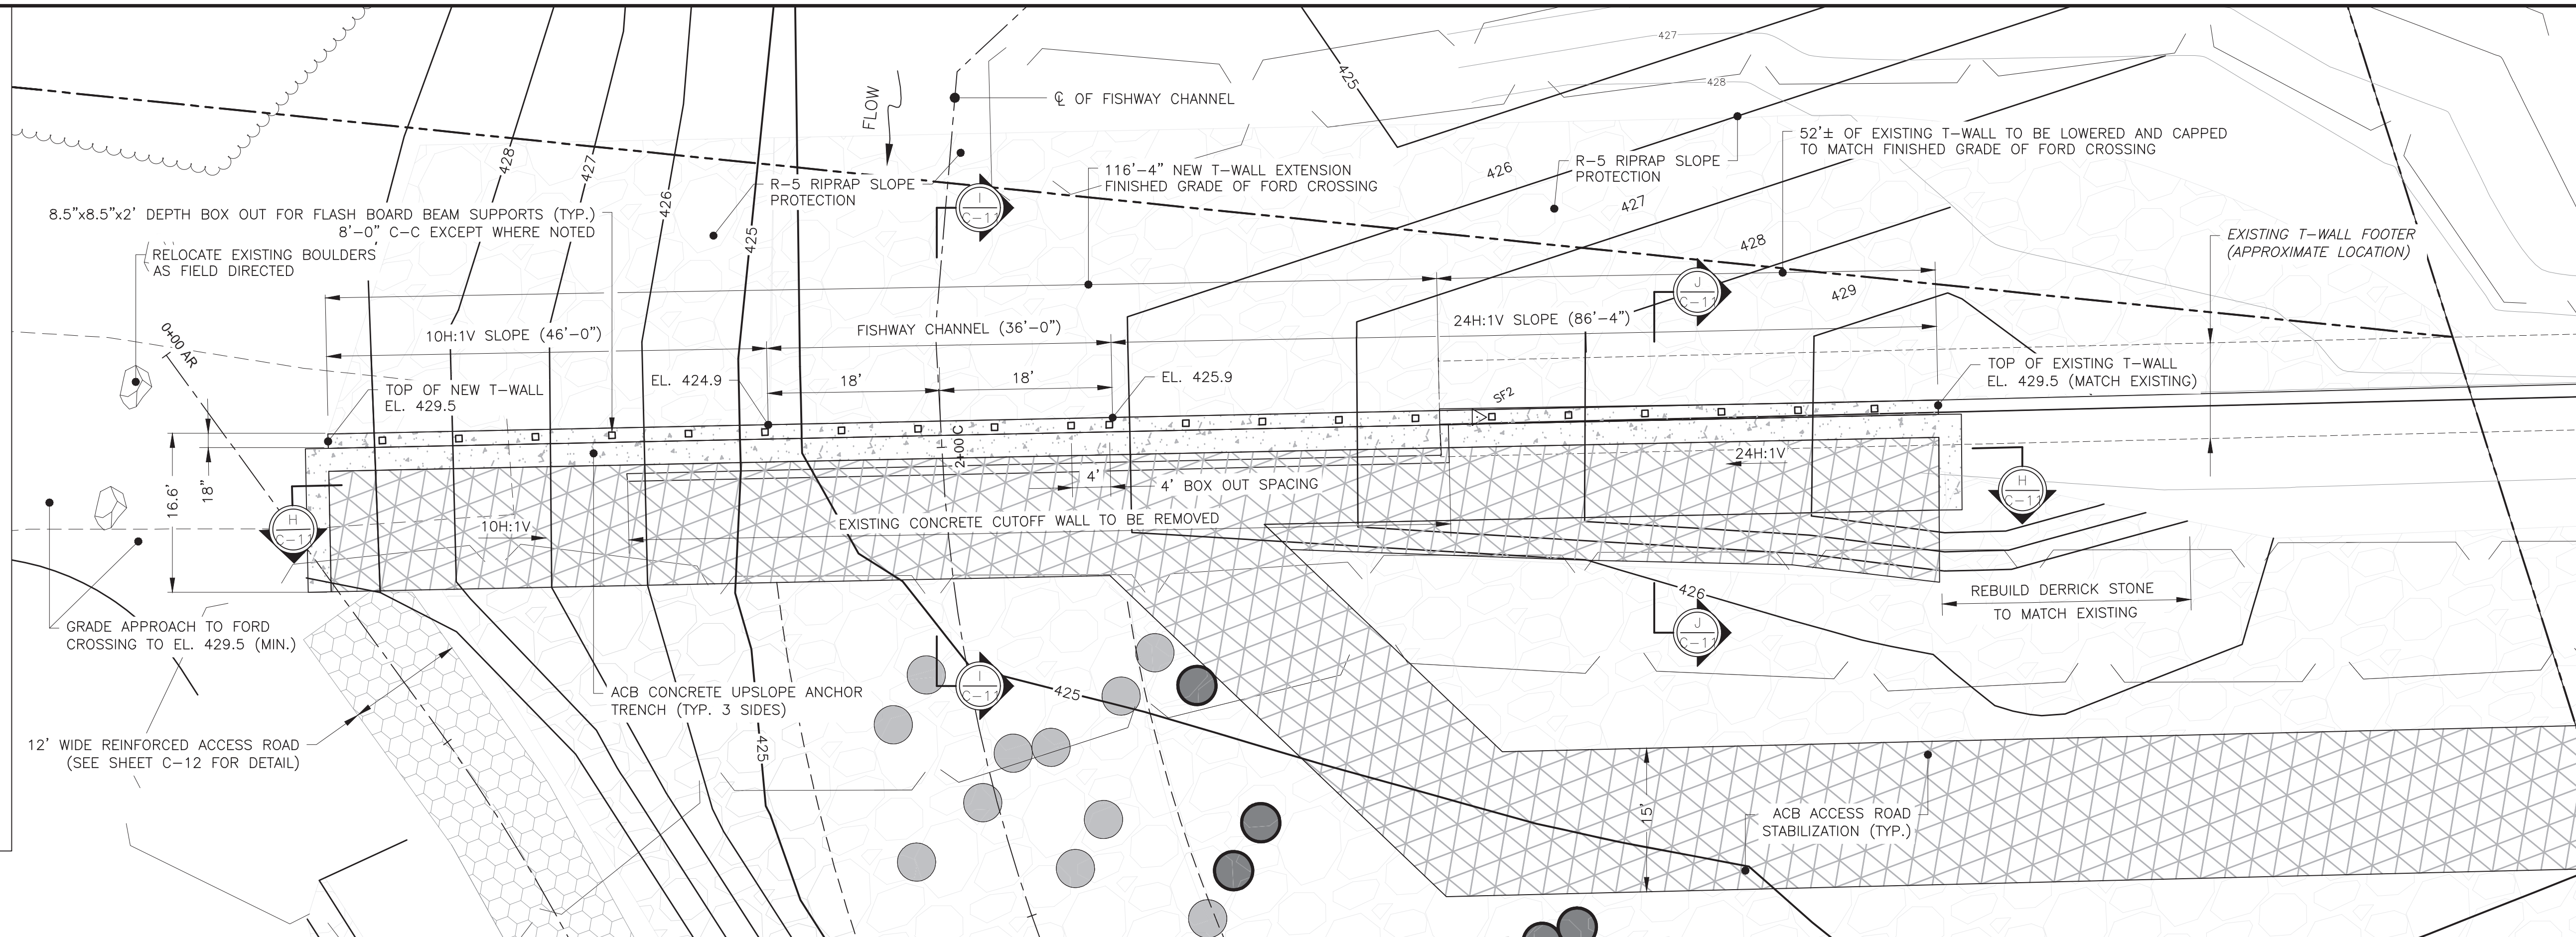 427
428
425
℄ OF FISHWAY CHANNEL
FLOW
R-5 RIPRAP SLOPE
PROTECTION
116'-4" NEW T-WALL EXTENSION
FINISHED GRADE OF FORD CROSSING
R-5 RIPRAP SLOPE
PROTECTION
52'± OF EXISTING T-WALL TO BE LOWERED AND CAPPED
TO MATCH FINISHED GRADE OF FORD CROSSING
428
427
426
425
426
427
428
429
8.5"x8.5"x2' DEPTH BOX OUT FOR FLASH BOARD BEAM SUPPORTS (TYP.)
8'-0" C-C EXCEPT WHERE NOTED
RELOCATE EXISTING BOULDERS
AS FIELD DIRECTED
I
C-11
J
C-11
EXISTING T-WALL FOOTER
(APPROXIMATE LOCATION)
0+00 AR
10H:1V SLOPE (46'-0")
FISHWAY CHANNEL (36'-0")
24H:1V SLOPE (86'-4")
EL. 424.9
18'
18'
EL. 425.9
TOP OF NEW T-WALL
EL. 429.5
TOP OF EXISTING T-WALL
EL. 429.5 (MATCH EXISTING)
SF2
2+00 C
16.6'
18"
4'
4' BOX OUT SPACING
24H:1V
10H:1V
EXISTING CONCRETE CUTOFF WALL TO BE REMOVED
H
C-11
H
C-11
GRADE APPROACH TO FORD
CROSSING TO EL. 429.5 (MIN.)
REBUILD DERRICK STONE
TO MATCH EXISTING
426
J
C-11
I
C-11
425
425
ACB CONCRETE UPSLOPE ANCHOR
TRENCH (TYP. 3 SIDES)
12' WIDE REINFORCED ACCESS ROAD
(SEE SHEET C-12 FOR DETAIL)
15'
ACB ACCESS ROAD
STABILIZATION (TYP.)